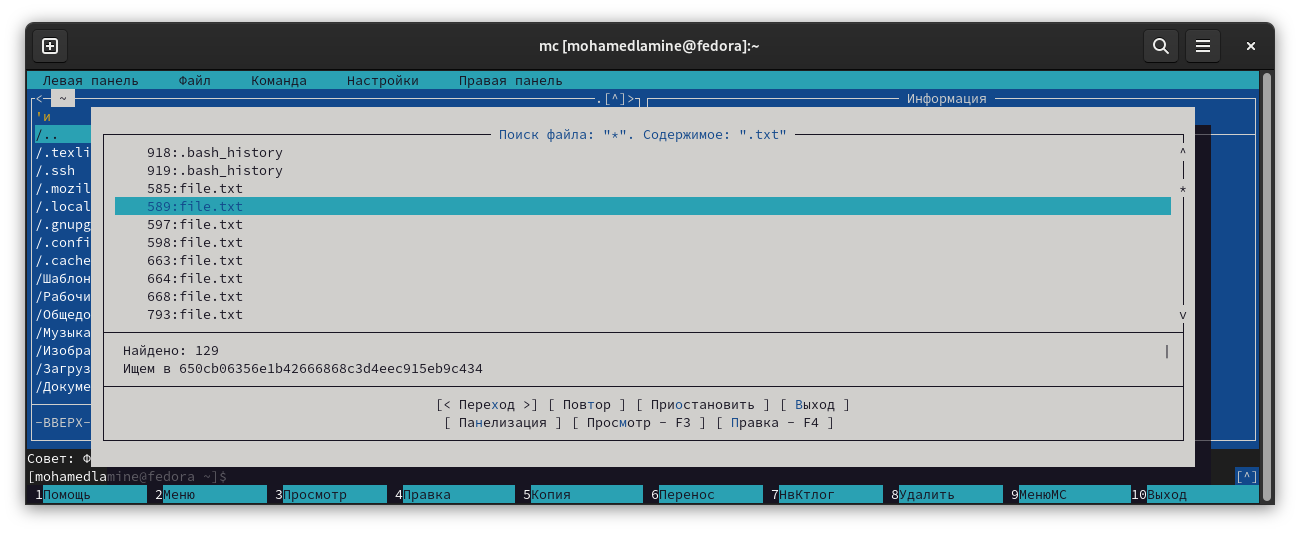 mc [mohamedlamine@fedora]:~
Левая панель Файл Команда Настройки Правая панель
<- ~ .[^]> Информация
'и
/..
/.texli
/.ssh
/.mozil
/.local
/.gnupg
/.confi
/.cache
/Шаблон
/Рабочи
/Общедо
/Музыка
/Изобра
/Загруз
/Докуме
-ВВЕРХ-
Поиск файла: "*". Содержимое: ".txt"
918:.bash_history
919:.bash_history
585:file.txt
589:file.txt
597:file.txt
598:file.txt
663:file.txt
664:file.txt
668:file.txt
793:file.txt
Найдено: 129
Ищем в 650cb06356e1b42666868c3d4eec915eb9c434
[< Переход >] [ Повтор ] [ Приостановить ] [ Выход ]
[ Панелизация ] [ Просмотр - F3 ] [ Правка - F4 ]
Совет: Ф
[mohamedlamine@fedora ~]$ [^]
1Помощь 2Меню 3Просмотр 4Правка 5Копия 6Перенос 7НвКтлог 8Удалить 9МенюМС 10Выход